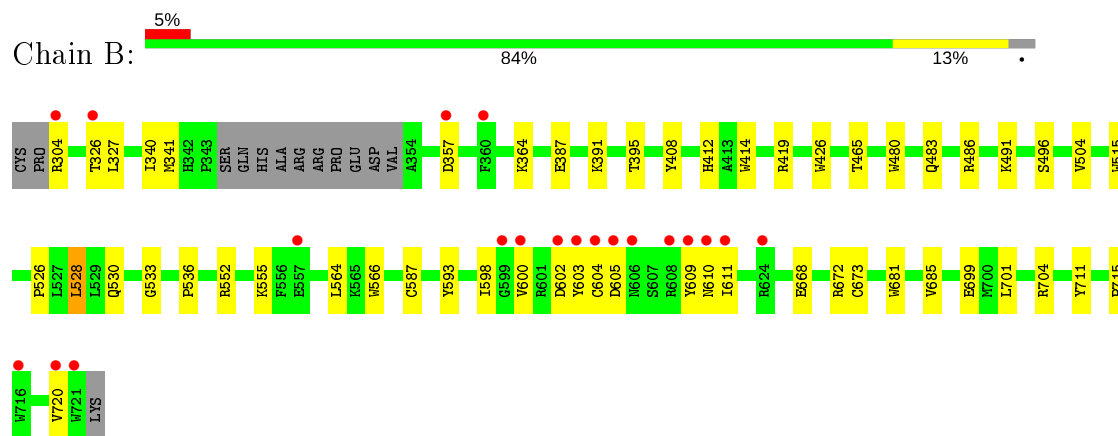 5%
Chain B:
84% 13% •
CYS PRO R304 T326 L327 I340 M341 H342 P343 SER GLN HIS ALA ARG ARG PRO GLU ASP VAL A354 D357 F360 K364 E387 K391 T395 Y408 H412 A413 W414 R419 W426 T465 W480 Q483 R486 K491 S496 V504 W515
P526 L527 L528 L529 Q530 G533 P536 R552 K555 F556 E557 L564 K565 W566 C587 Y593 I598 G599 V600 R601 D602 Y603 C604 D605 N606 S607 R608 Y609 N610 I611 R624 E668 R672 C673 W681 V685 E699 M700 L701 R704 Y711 P715
W716 V720 W721 LYS